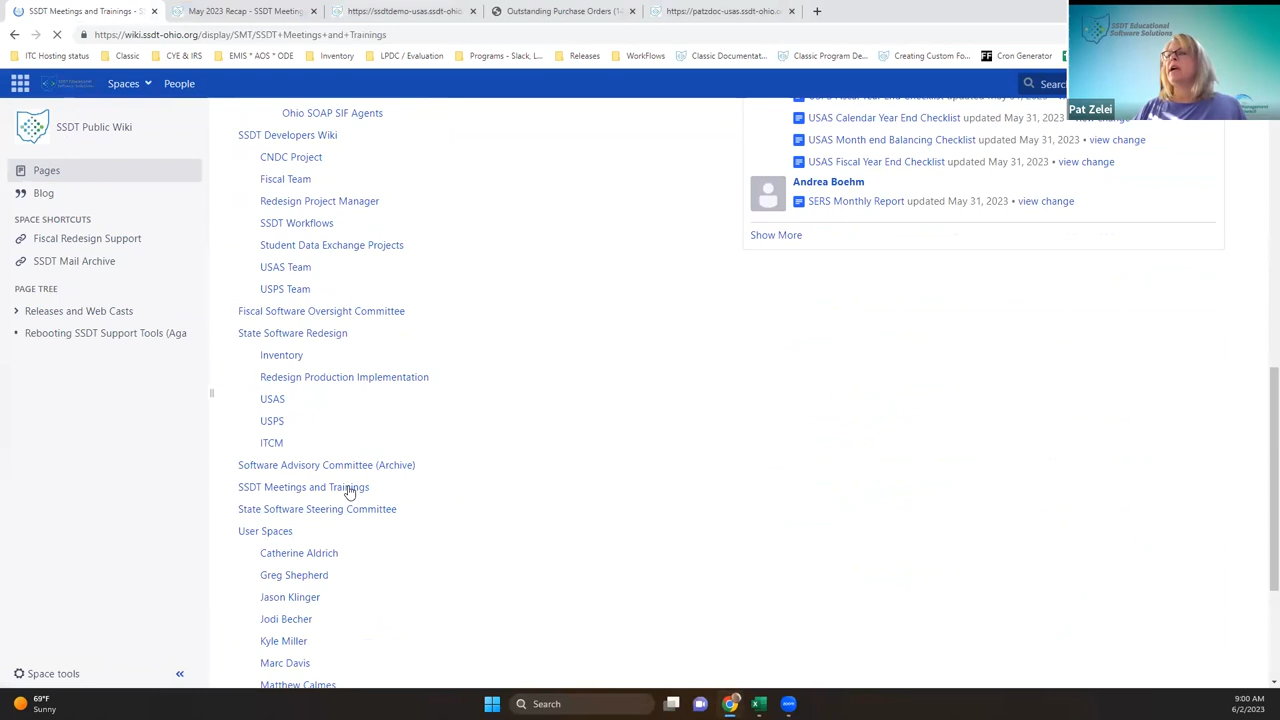 SSDT Meetings and Trainings - S
May 2023 Recap - SSDT Meetin
https://ssdtdemo-usas.ssdt-ohio
Outstanding Purchase Orders (14
https://patzdoc-usas.ssdt-ohio.o
https://wiki.ssdt-ohio.org/display/SMT/SSDT+Meetings+and+Trainings
ITC Hosting status
Classic
CYE & IRS
EMIS * AOS * ODE
Inventory
LPDC / Evaluation
Programs - Slack, L...
Releases
WorkFlows
Classic Documentat...
Classic Program De...
Creating Custom Fo...
Cron Generator
SSDT Educational
Software Solutions
Pat Zelei
Spaces
People
Search
SSDT Public Wiki
Pages
Blog
SPACE SHORTCUTS
Fiscal Redesign Support
SSDT Mail Archive
PAGE TREE
Releases and Web Casts
Rebooting SSDT Support Tools (Aga
Space tools
Ohio SOAP SIF Agents
SSDT Developers Wiki
CNDC Project
Fiscal Team
Redesign Project Manager
SSDT Workflows
Student Data Exchange Projects
USAS Team
USPS Team
Fiscal Software Oversight Committee
State Software Redesign
Inventory
Redesign Production Implementation
USAS
USPS
ITCM
Software Advisory Committee (Archive)
SSDT Meetings and Trainings
State Software Steering Committee
User Spaces
Catherine Aldrich
Greg Shepherd
Jason Klinger
Jodi Becher
Kyle Miller
Marc Davis
Matthew Calmes
USAS Calendar Year End Checklist updated May 31, 2023 • view change
USAS Month end Balancing Checklist updated May 31, 2023 • view change
USAS Fiscal Year End Checklist updated May 31, 2023 • view change
Andrea Boehm
SERS Monthly Report updated May 31, 2023 • view change
Show More
69°F
Sunny
Search
9:00 AM
6/2/2023